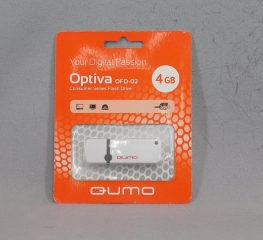 Your Digital Passion
Optiva OFD-02
4GB
Consumer Series Flash Drive
QUMO
QUMO